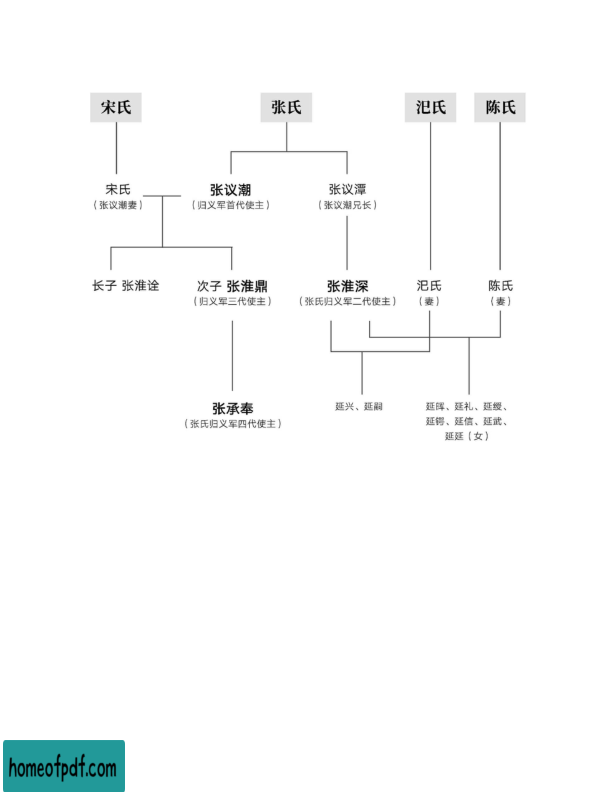 宋氏 张氏 氾氏 陈氏
宋氏 张议潮 张议潭
（张议潮妻） （归义军首代使主） （张议潮兄长）
长子 张淮诠 次子 张淮鼎 张淮深 氾氏 陈氏
（归义军三代使主） （张氏归义军二代使主） （妻） （妻）
张承奉 延兴、延嗣 延晖、延礼、延绶、
（张氏归义军四代使主） 延锷、延信、延武、
延延（女）
homeofpdf.com